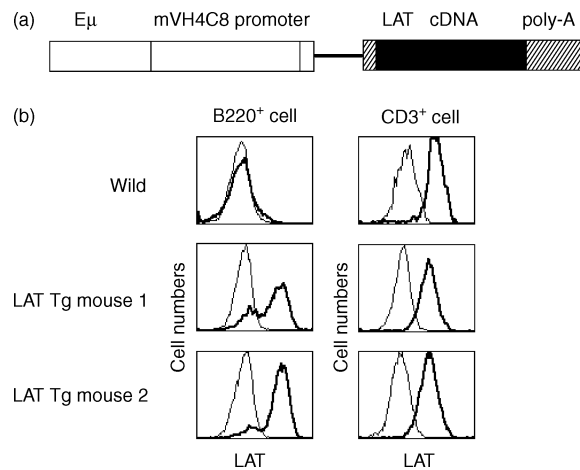 (a)
Eμ mVH4C8 promoter LAT cDNA poly-A
(b)
B220+ cell CD3+ cell
Wild
LAT Tg mouse 1
LAT Tg mouse 2
Cell numbers
Cell numbers
LAT LAT